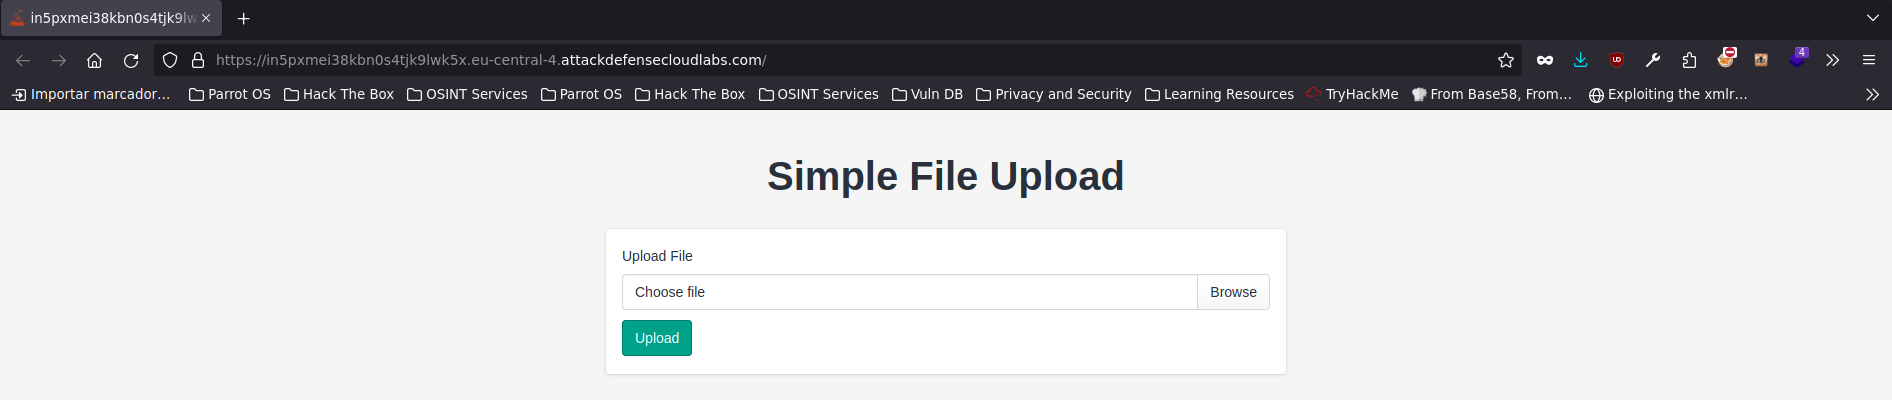 in5pxmei38kbn0s4tjk9lw
https://in5pxmei38kbn0s4tjk9lwk5x.eu-central-4.attackdefensecloudlabs.com/
UD 4
Importar marcador… Parrot OS Hack The Box OSINT Services Parrot OS Hack The Box OSINT Services Vuln DB Privacy and Security Learning Resources TryHackMe From Base58, From… Exploiting the xmlr…
Simple File Upload
Upload File
Choose file Browse
Upload